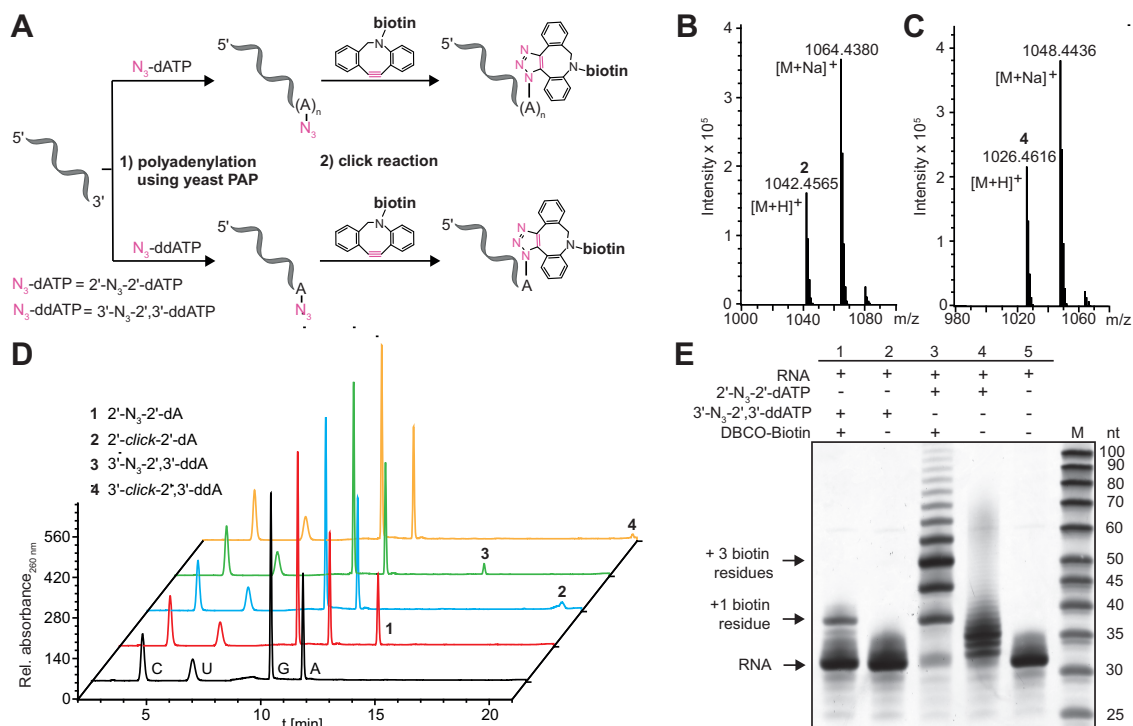 A
N3-dATP
5'
(A)n
N3
biotin
N
5'
N
N
N
(A)n
N-biotin
5'
3'
1) polyadenylation
using yeast PAP
2) click reaction
N3-ddATP
5'
A
N3
biotin
N
5'
N
N
N
A
N-biotin
N3-dATP = 2'-N3-2'-dATP
N3-ddATP = 3'-N3-2',3'-ddATP
B
Intensity x 10^5
4
3
2
1
0
1064.4380
[M+Na]+
2
1042.4565
[M+H]+
1000
1040
1080
m/z
C
Intensity x 10^5
4
3
2
1
0
1048.4436
[M+Na]+
4
1026.4616
[M+H]+
980
1020
1060
m/z
D
1 2'-N3-2'-dA
2 2'-click-2'-dA
3 3'-N3-2',3'-ddA
4 3'-click-2',3'-ddA
Rel. absorbance260 nm
560
420
280
140
0
C
U
G
A
1
2
3
4
5
10
15
20
t [min]
E
1 2 3 4 5
RNA + + + + +
2'-N3-2'-dATP - - + + -
3'-N3-2',3'-ddATP + + - - -
DBCO-Biotin + - + - - M nt
+ 3 biotin
residues
+1 biotin
residue
RNA
100
90
80
70
60
50
45
40
35
30
25